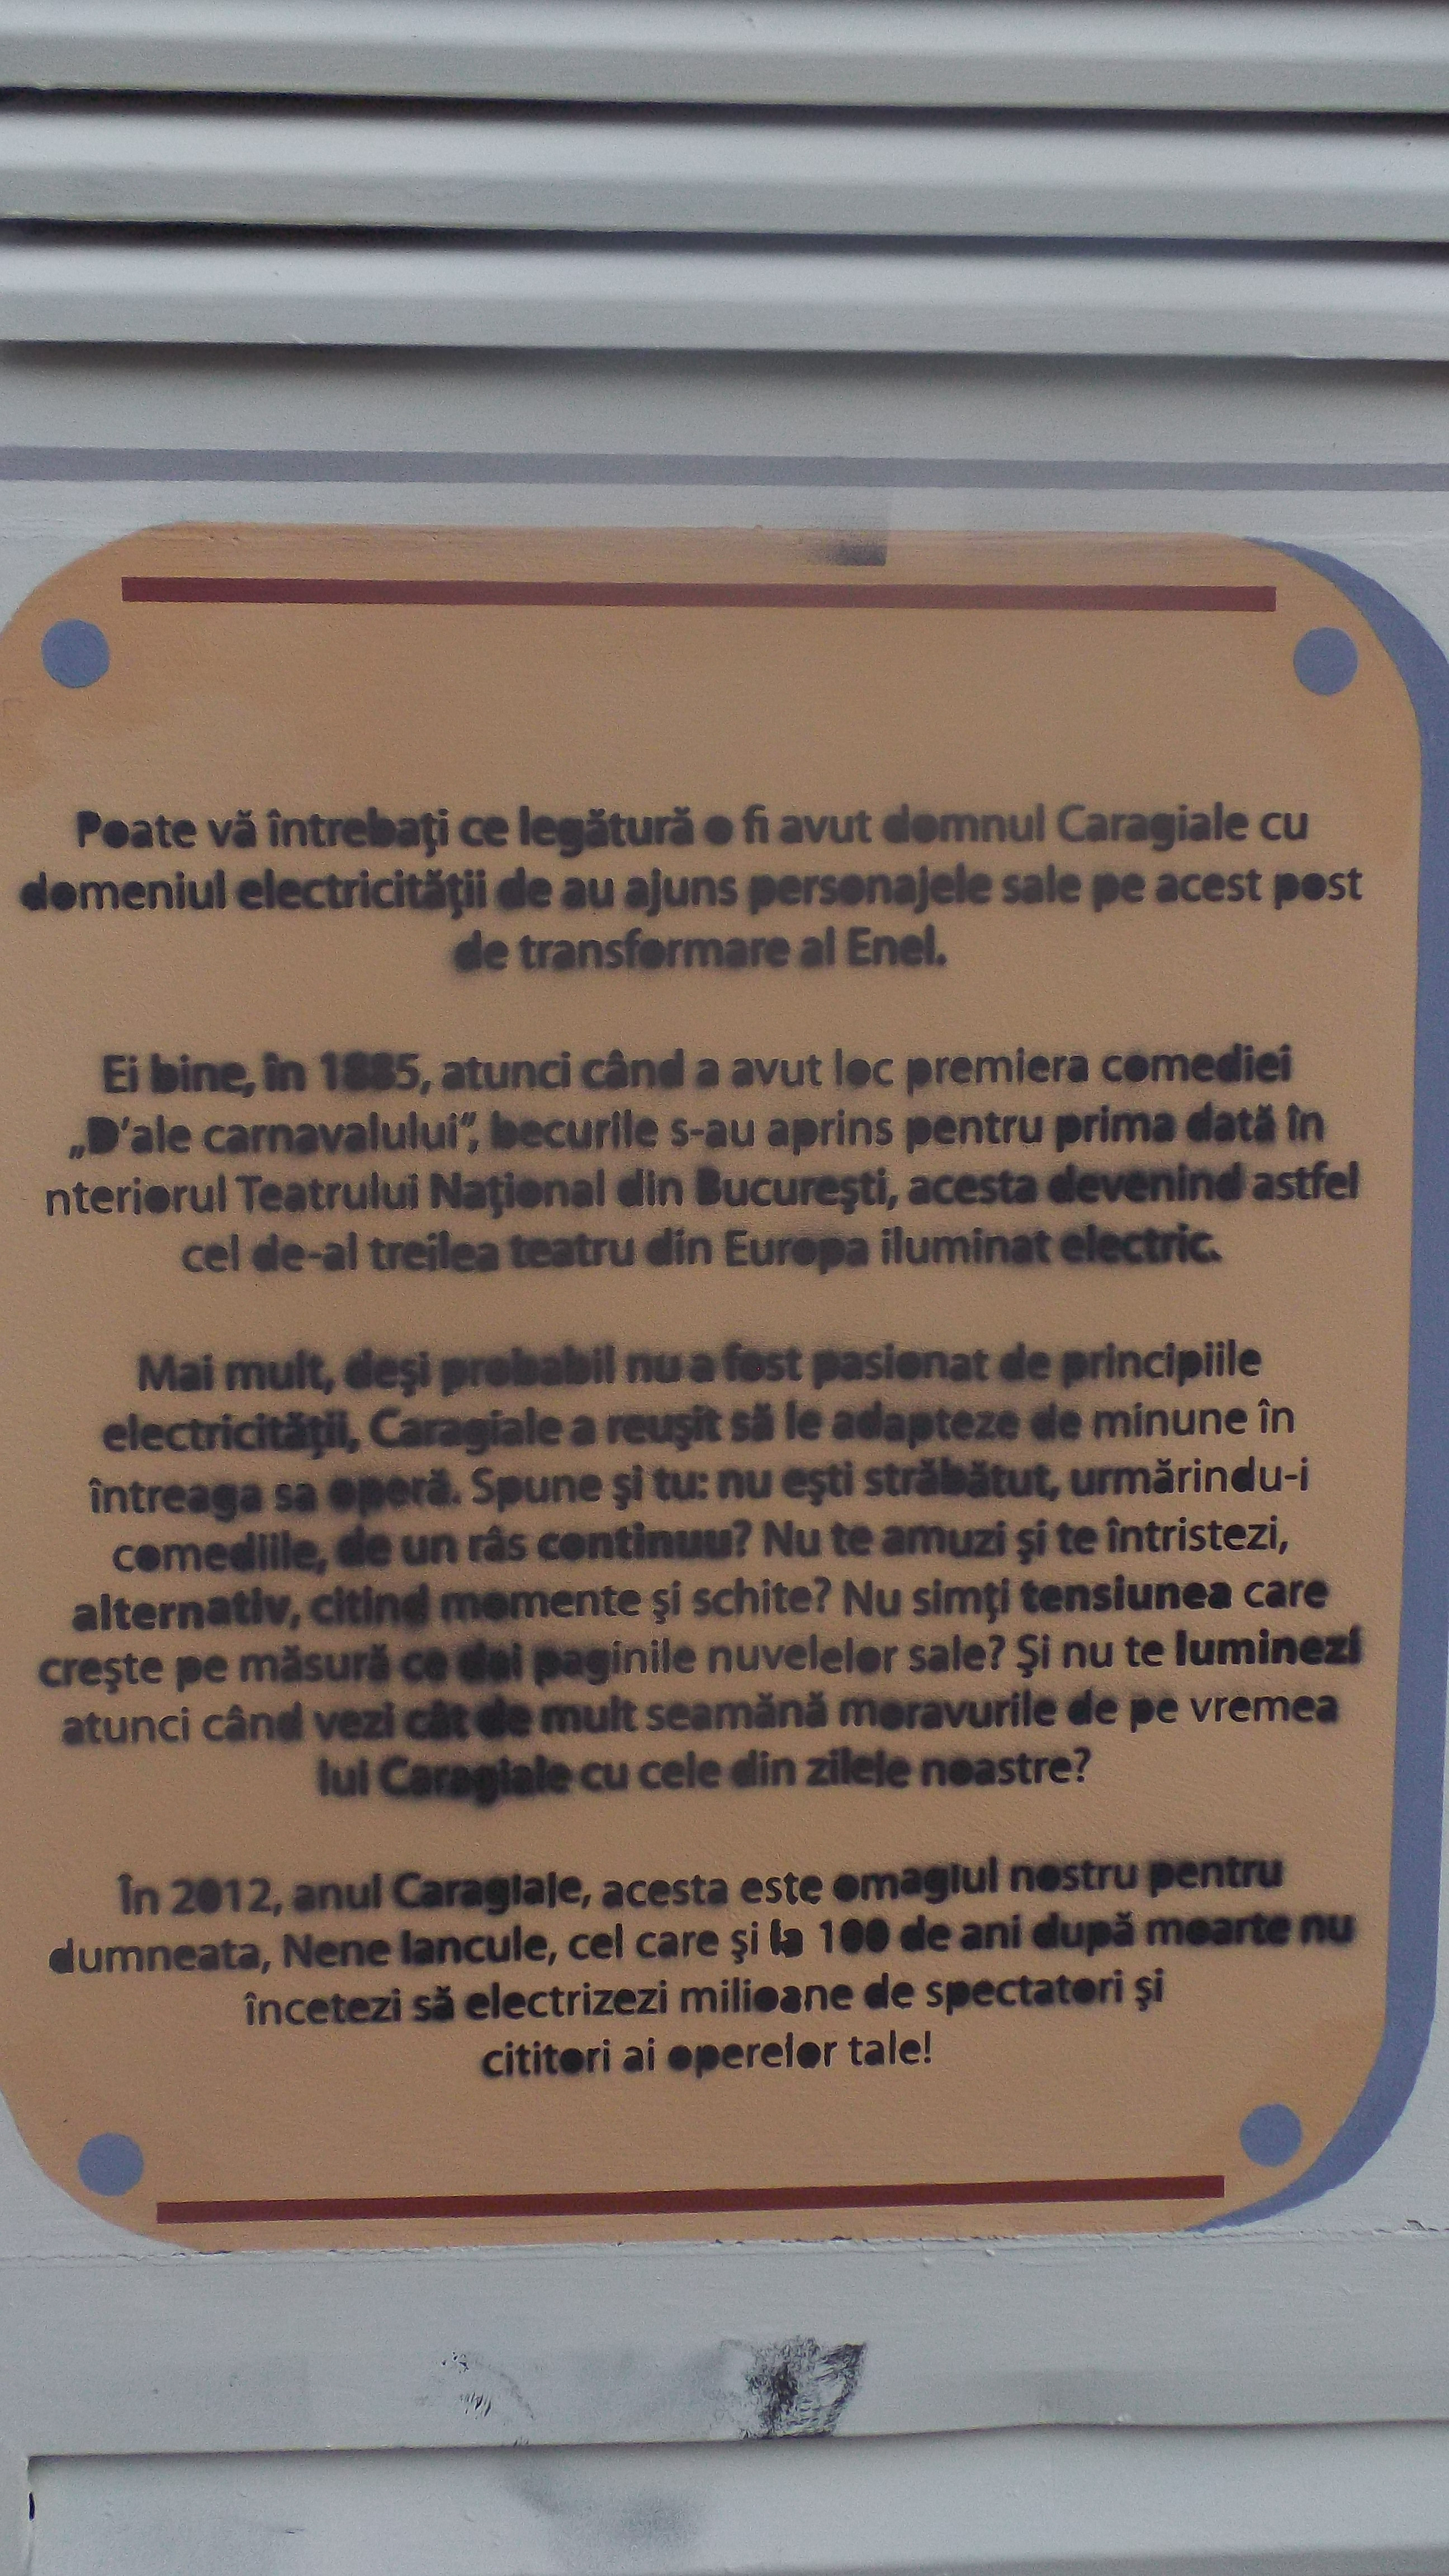 Poate vă întrebaţi ce legătură o fi avut domnul Caragiale cu
domeniul electricităţii de au ajuns personajele sale pe acest post
de transformare al Enel.
Ei bine, în 1885, atunci când a avut loc premiera comediei
„D’ale carnavalului”, becurile s-au aprins pentru prima dată în
nteriorul Teatrului Naţional din Bucureşti, acesta devenind astfel
cel de-al treilea teatru din Europa iluminat electric.
Mai mult, deşi probabil nu a fost pasionat de principiile
electricităţii, Caragiale a reuşit să le adapteze de minune în
întreaga sa operă. Spune şi tu: nu eşti străbătut, urmărindu-i
comediile, de un râs continuu? Nu te amuzi şi te întristezi,
alternativ, citind momente şi schite? Nu simţi tensiunea care
creşte pe măsură ce dai paginile nuvelelor sale? Şi nu te luminezi
atunci când vezi cât de mult seamănă moravurile de pe vremea
lui Caragiale cu cele din zilele noastre?
În 2012, anul Caragiale, acesta este omagiul nostru pentru
dumneata, Nene Iancule, cel care şi la 100 de ani după moarte nu
încetezi să electrizezi milioane de spectatori şi
cititori ai operelor tale!